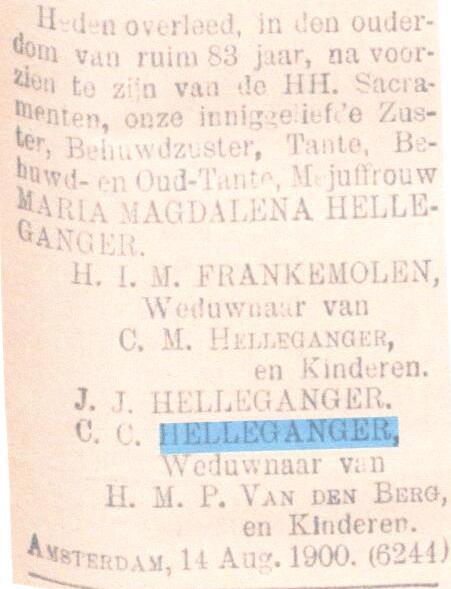 Heden overleed, in den ouder-
dom van ruim 83 jaar, na voor-
zien te zijn van de HH. Sacra-
menten, onze inniggeliefde Zus-
ter, Behuwdzuster, Tante, Be-
huwd- en Oud-Tante, Mejuffrouw
MARIA MAGDALENA HELLE-
GANGER.
H. I. M. FRANKEMOLEN,
Weduwnaar van
C. M. HELLEGANGER,
en Kinderen.
J. J. HELLEGANGER.
C. C. HELLEGANGER,
Weduwnaar van
H. M. P. VAN DEN BERG,
en Kinderen.
AMSTERDAM, 14 Aug. 1900. (6244)